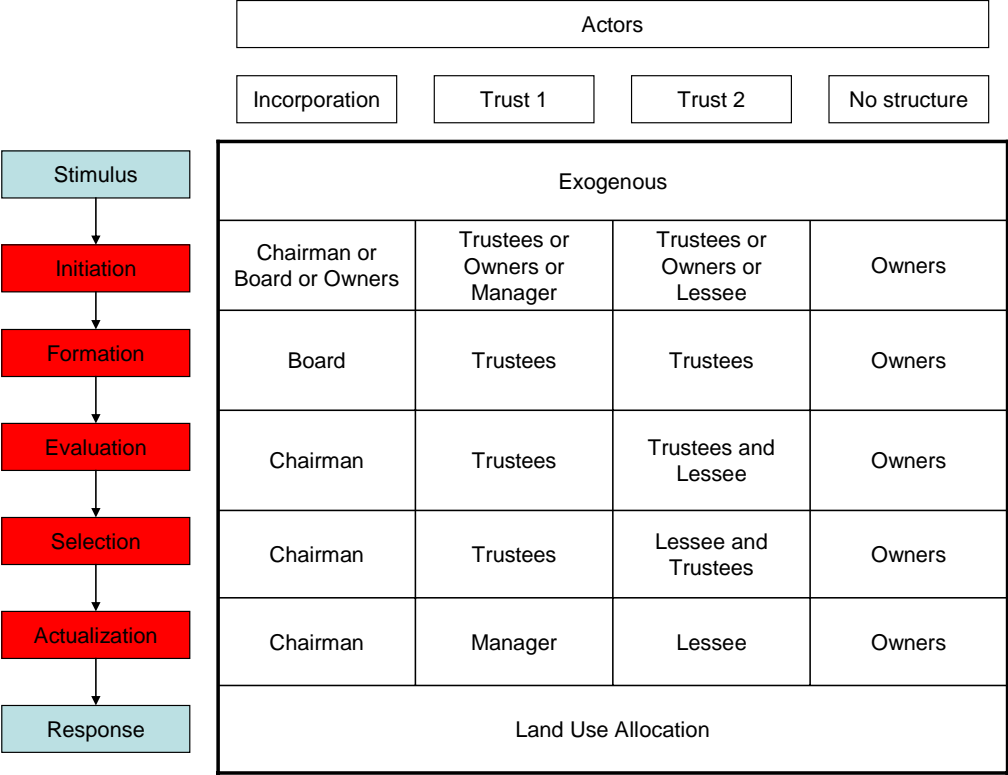 Actors
Incorporation
Trust 1
Trust 2
No structure
Stimulus
Exogenous
Initiation
Chairman or
Board or Owners
Trustees or
Owners or
Manager
Trustees or
Owners or
Lessee
Owners
Formation
Board
Trustees
Trustees
Owners
Evaluation
Chairman
Trustees
Trustees and
Lessee
Owners
Selection
Chairman
Trustees
Lessee and
Trustees
Owners
Actualization
Chairman
Manager
Lessee
Owners
Response
Land Use Allocation